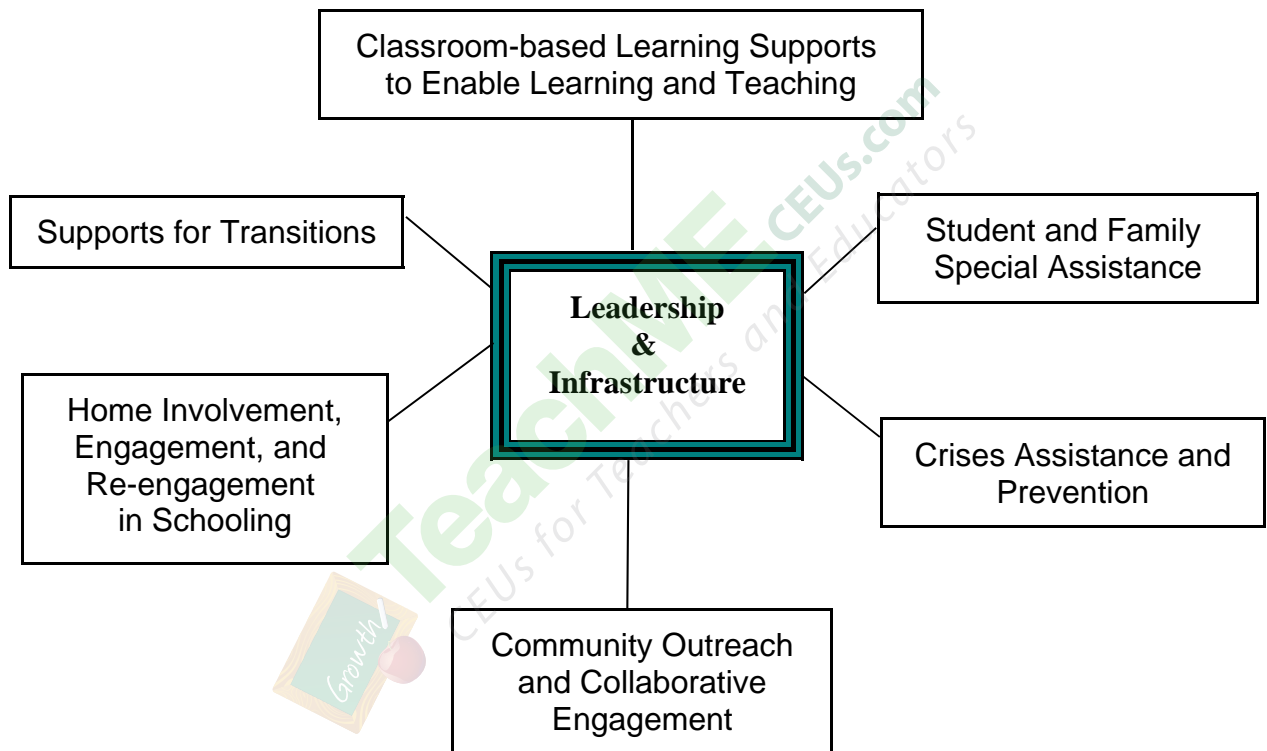 Classroom-based Learning Supports
to Enable Learning and Teaching
Supports for Transitions
Student and Family
Special Assistance
Leadership
&
Infrastructure
Home Involvement,
Engagement, and
Re-engagement
in Schooling
Crises Assistance and
Prevention
Community Outreach
and Collaborative
Engagement
TeachME CEUs.com
CEUs for Teachers and Educators
Growth